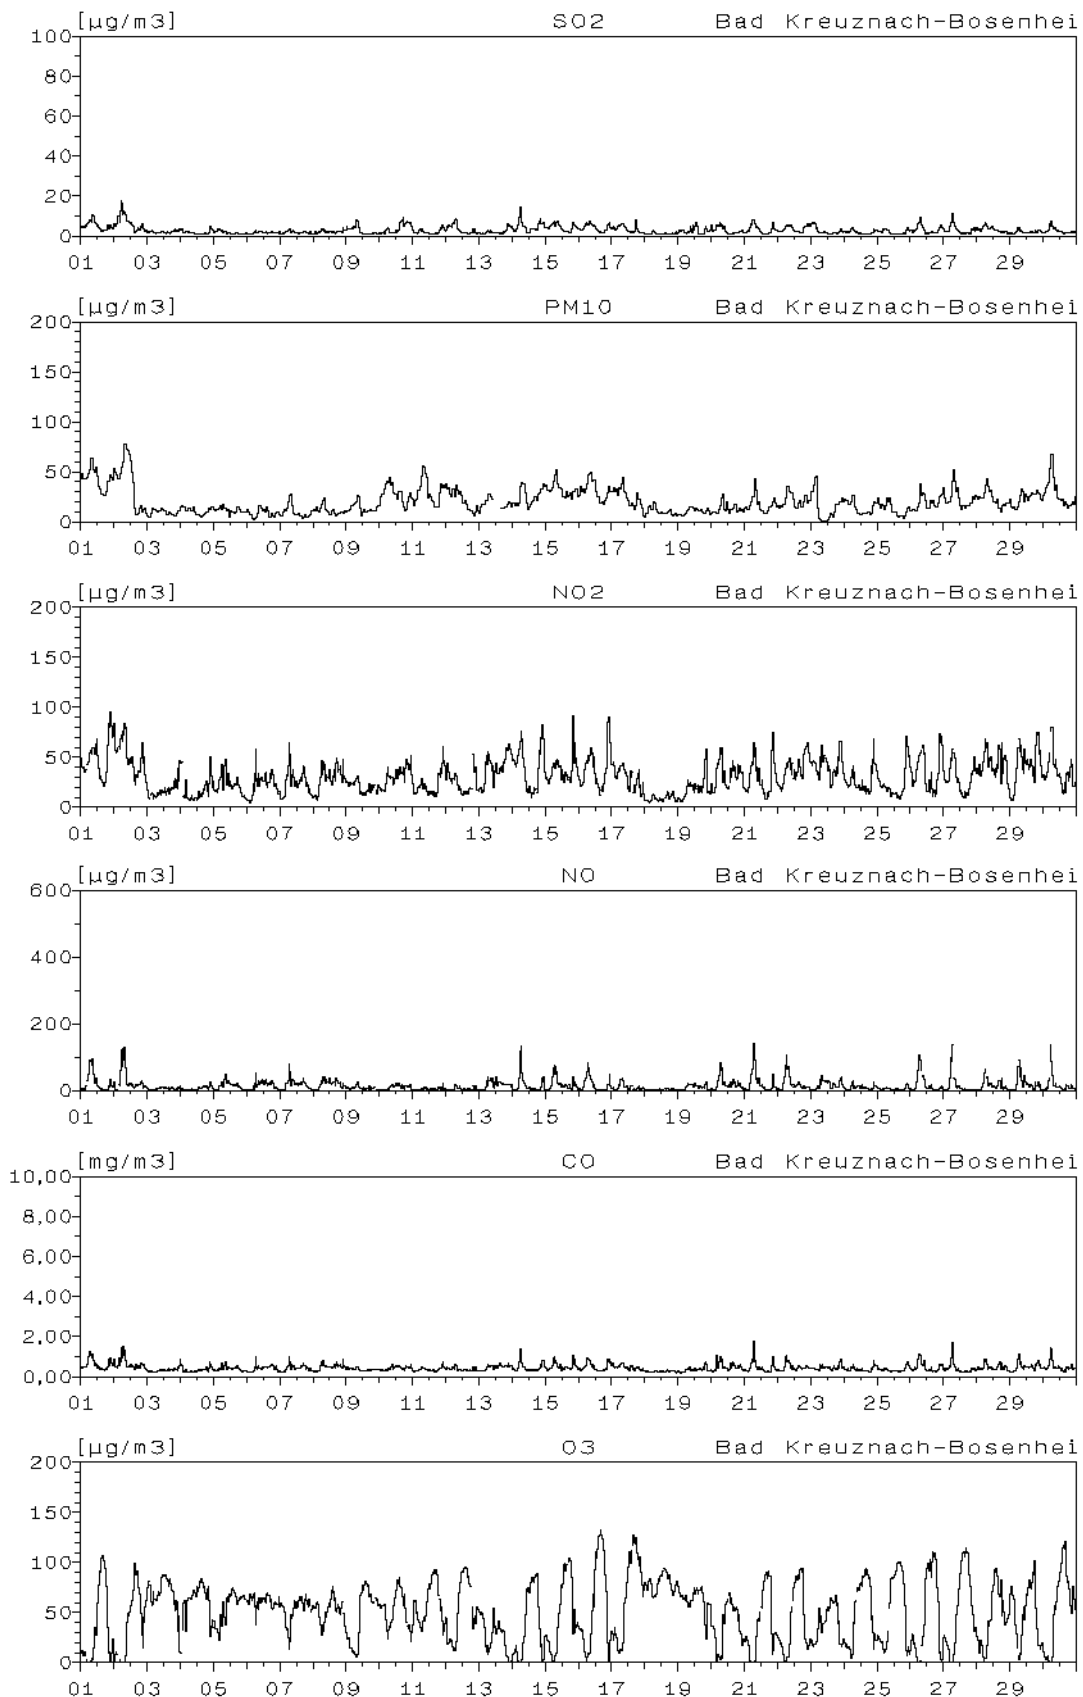 [µg/m3] SO2 Bad Kreuznach-Bosenhei
100
80
60
40
20
0
01 03 05 07 09 11 13 15 17 19 21 23 25 27 29
[µg/m3] PM10 Bad Kreuznach-Bosenhei
200
150
100
50
0
01 03 05 07 09 11 13 15 17 19 21 23 25 27 29
[µg/m3] NO2 Bad Kreuznach-Bosenhei
200
150
100
50
0
01 03 05 07 09 11 13 15 17 19 21 23 25 27 29
[µg/m3] NO Bad Kreuznach-Bosenhei
600
400
200
0
01 03 05 07 09 11 13 15 17 19 21 23 25 27 29
[mg/m3] CO Bad Kreuznach-Bosenhei
10,00
8,00
6,00
4,00
2,00
0,00
01 03 05 07 09 11 13 15 17 19 21 23 25 27 29
[µg/m3] O3 Bad Kreuznach-Bosenhei
200
150
100
50
0
01 03 05 07 09 11 13 15 17 19 21 23 25 27 29